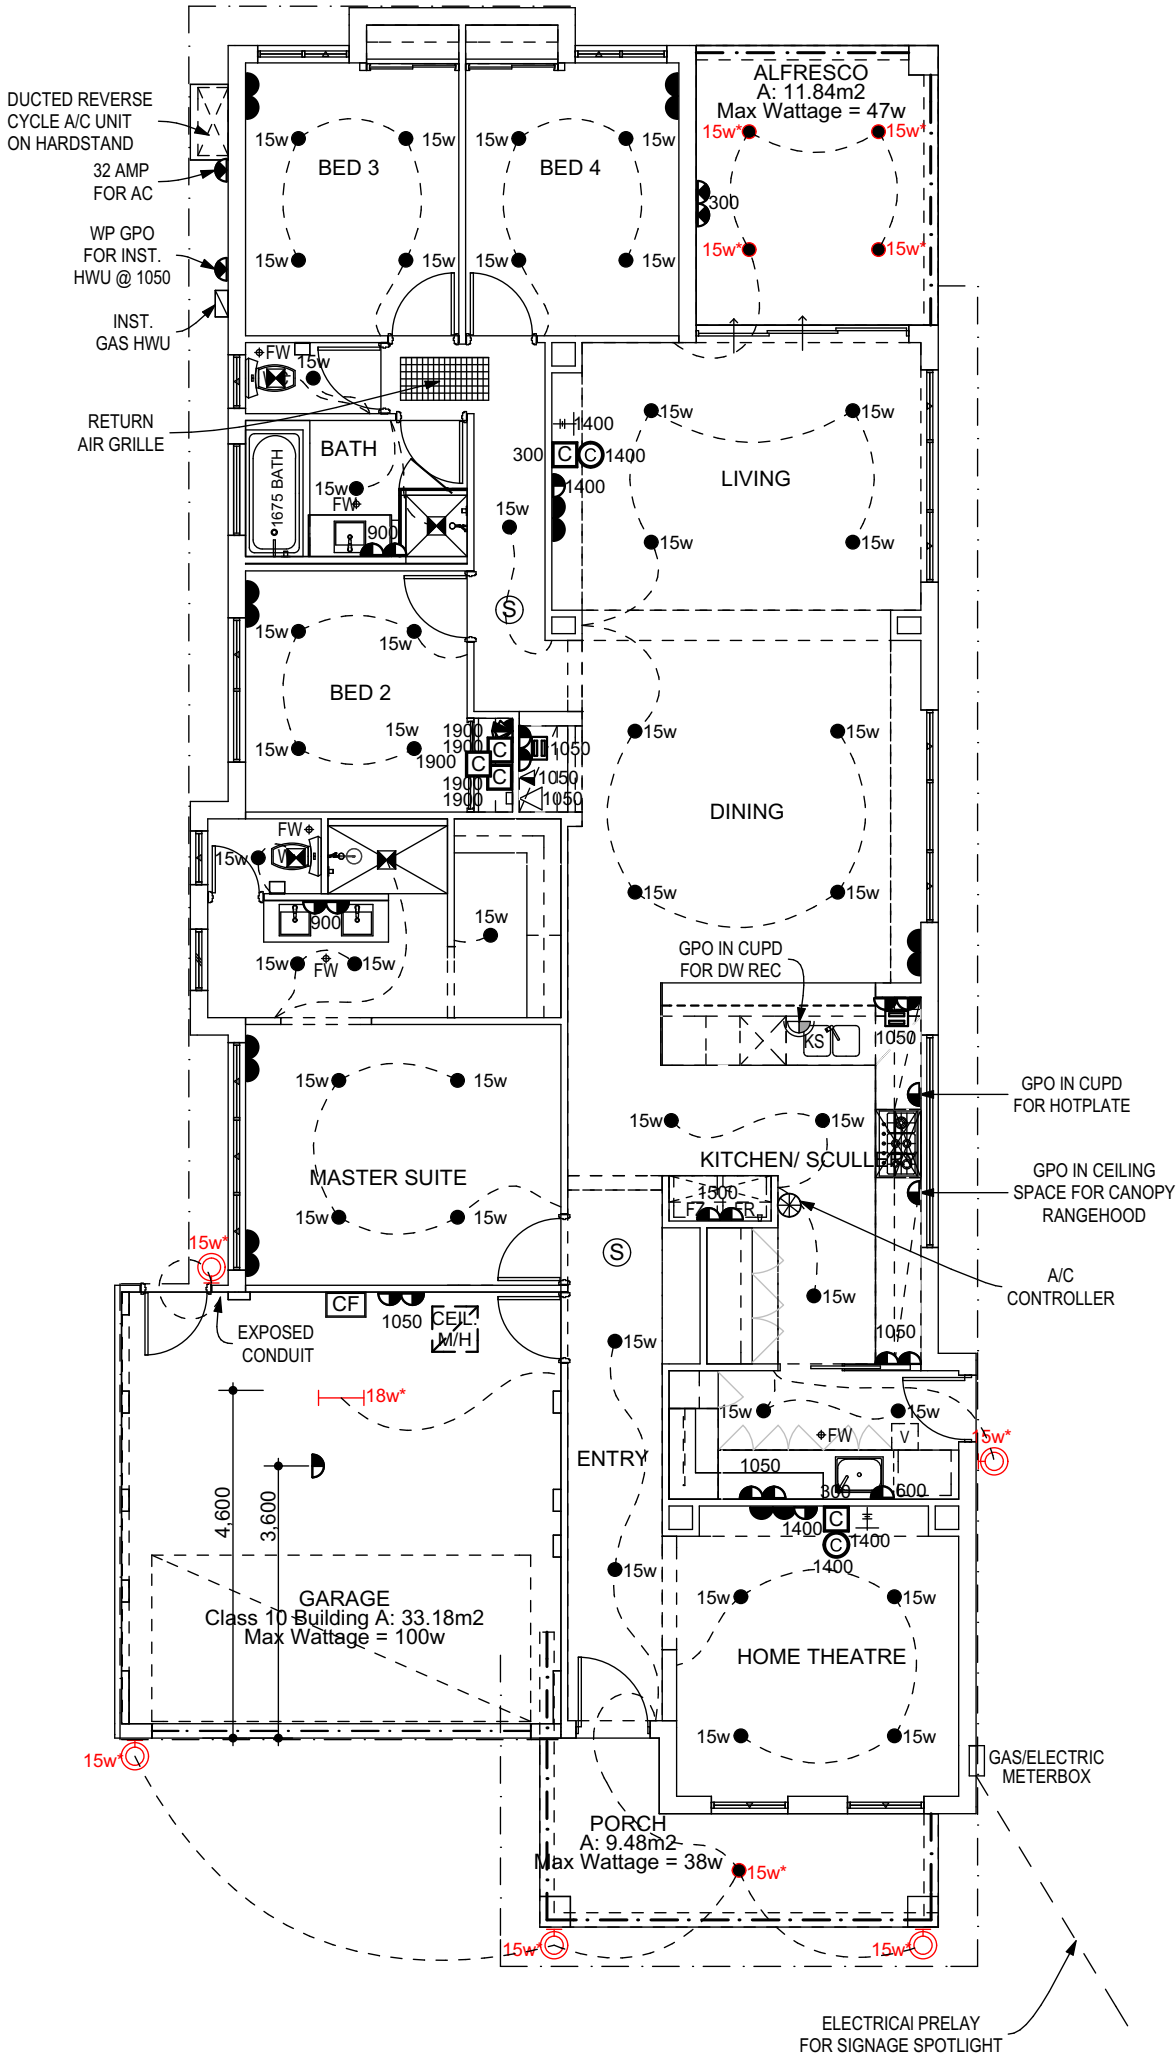 ALFRESCO
A: 11.84m2
Max Wattage = 47w
DUCTED REVERSE
CYCLE A/C UNIT
ON HARDSTAND
15w
15w
15w
15w
15w*
15w*
BED 3
BED 4
32 AMP
FOR AC
300
WP GPO
FOR INST.
HWU @ 1050
15w
15w
15w
15w
15w*
15w*
INST.
GAS HWU
FW
15w
RETURN
AIR GRILLE
15w
15w
1400
BATH
300
C
C
1400
LIVING
1675 BATH
15w
1400
FW
15w
900
15w
15w
S
15w
15w
BED 2
15w
15w
1900
1900
1900
C
C
C
1900
1900
1050
1050
1050
15w
15w
DINING
FW
15w
V
15w
15w
15w
900
15w
FW
15w
GPO IN CUPD
FOR DW REC
KS
1050
15w
15w
GPO IN CUPD
FOR HOTPLATE
15w
15w
MASTER SUITE
KITCHEN/ SCULLERY
GPO IN CEILING
SPACE FOR CANOPY
RANGEHOOD
1500
FZ
FR
15w
15w
15w*
S
A/C
CONTROLLER
CF
1050
CEIL.
M/H
15w
EXPOSED
CONDUIT
15w
1050
18w*
15w
15w
FW
V
15w*
ENTRY
1050
300
600
4,600
3,600
C
1400
1400
C
1400
15w
15w
15w
GARAGE
Class 10 Building A: 33.18m2
Max Wattage = 100w
HOME THEATRE
15w
15w
15w*
GAS/ELECTRIC
METERBOX
PORCH
A: 9.48m2
Max Wattage = 38w
15w*
15w*
15w*
ELECTRICAl PRELAY
FOR SIGNAGE SPOTLIGHT